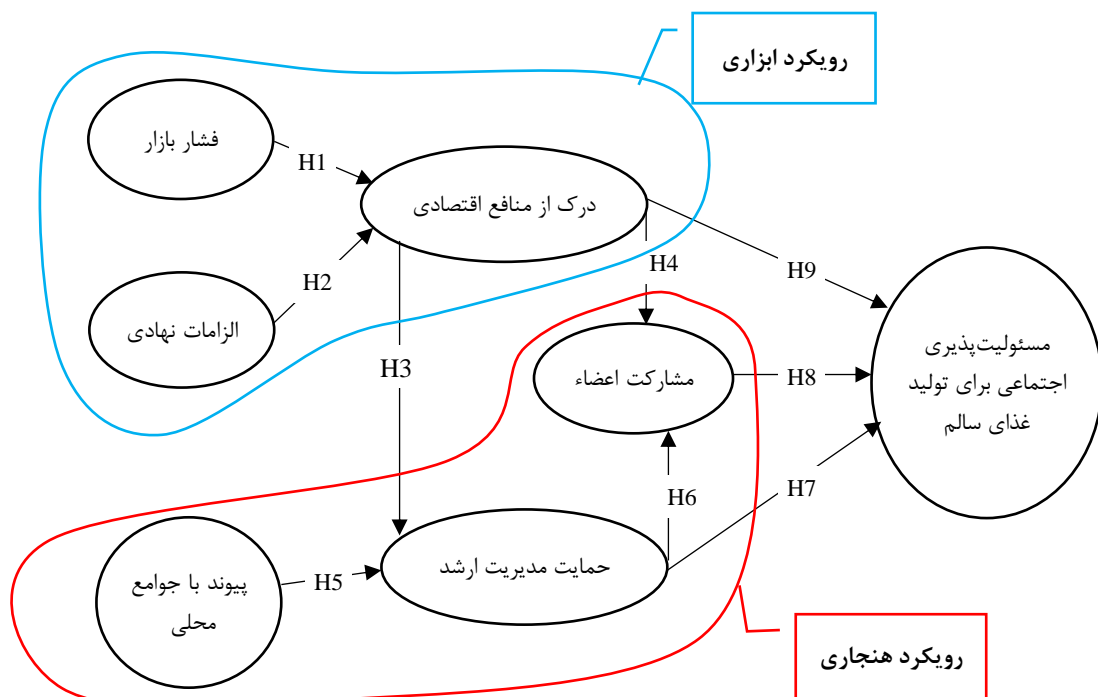 رویکرد ابزاری
فشار بازار
H1
درک از منافع اقتصادی
H2
الزامات نهادی
H4
H9
H3
مشارکت اعضاء
H8
مسئولیت‌پذیری
اجتماعی برای تولید
غذای سالم
H6
H7
پیوند با جوامع
محلی
H5
حمایت مدیریت ارشد
رویکرد هنجاری